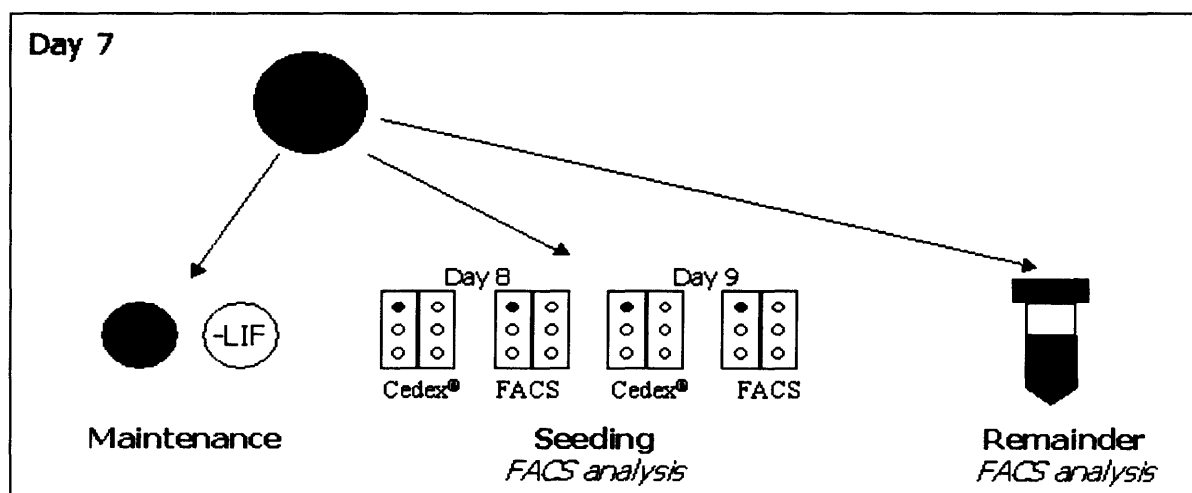 Day 7
-LIF
Day 8 Day 9
Cedex® FACS Cedex® FACS
Maintenance Seeding Remainder
FACS analysis FACS analysis